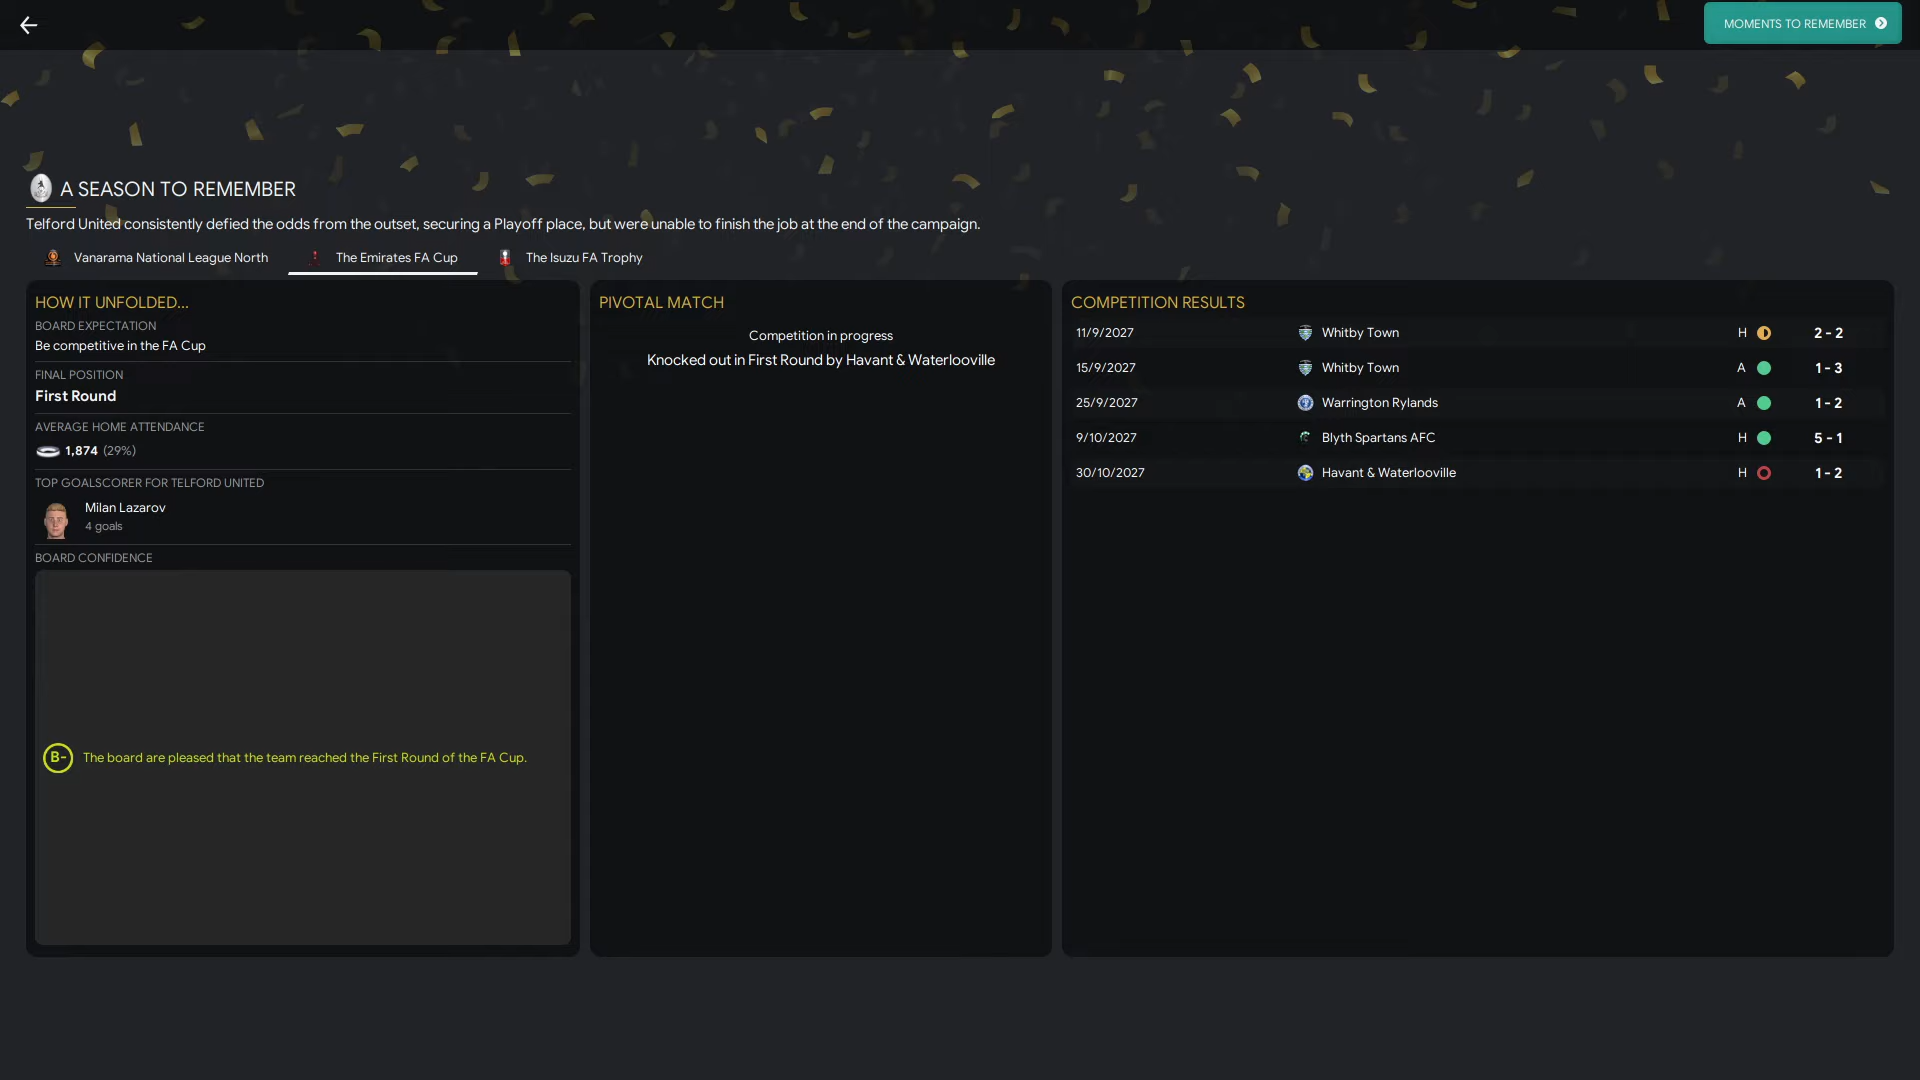 MOMENTS TO REMEMBER
A SEASON TO REMEMBER
Telford United consistently defied the odds from the outset, securing a Playoff place, but were unable to finish the job at the end of the campaign.
Vanarama National League North
The Emirates FA Cup
The Isuzu FA Trophy
HOW IT UNFOLDED...
BOARD EXPECTATION
Be competitive in the FA Cup
FINAL POSITION
First Round
AVERAGE HOME ATTENDANCE
1,874 (29%)
TOP GOALSCORER FOR TELFORD UNITED
Milan Lazarov
4 goals
BOARD CONFIDENCE
B- The board are pleased that the team reached the First Round of the FA Cup.
PIVOTAL MATCH
Competition in progress
Knocked out in First Round by Havant & Waterlooville
COMPETITION RESULTS
11/9/2027 Whitby Town H 2 - 2
15/9/2027 Whitby Town A 1 - 3
25/9/2027 Warrington Rylands A 1 - 2
9/10/2027 Blyth Spartans AFC H 5 - 1
30/10/2027 Havant & Waterlooville H 1 - 2